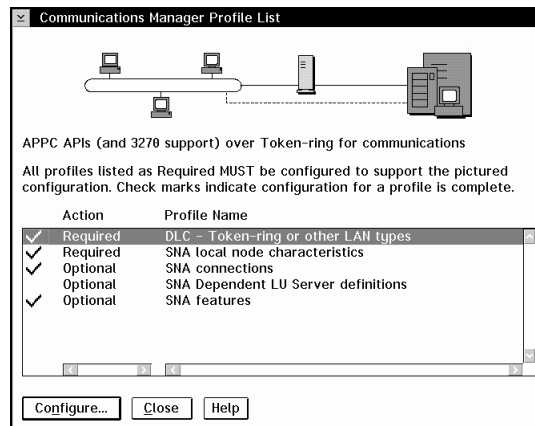 Communications Manager Profile List
APPC APIs (and 3270 support) over Token-ring for communications
All profiles listed as Required MUST be configured to support the pictured
configuration. Check marks indicate configuration for a profile is complete.
Action Profile Name
Required DLC - Token-ring or other LAN types
Required SNA local node characteristics
Optional SNA connections
Optional SNA Dependent LU Server definitions
Optional SNA features
Configure... Close Help